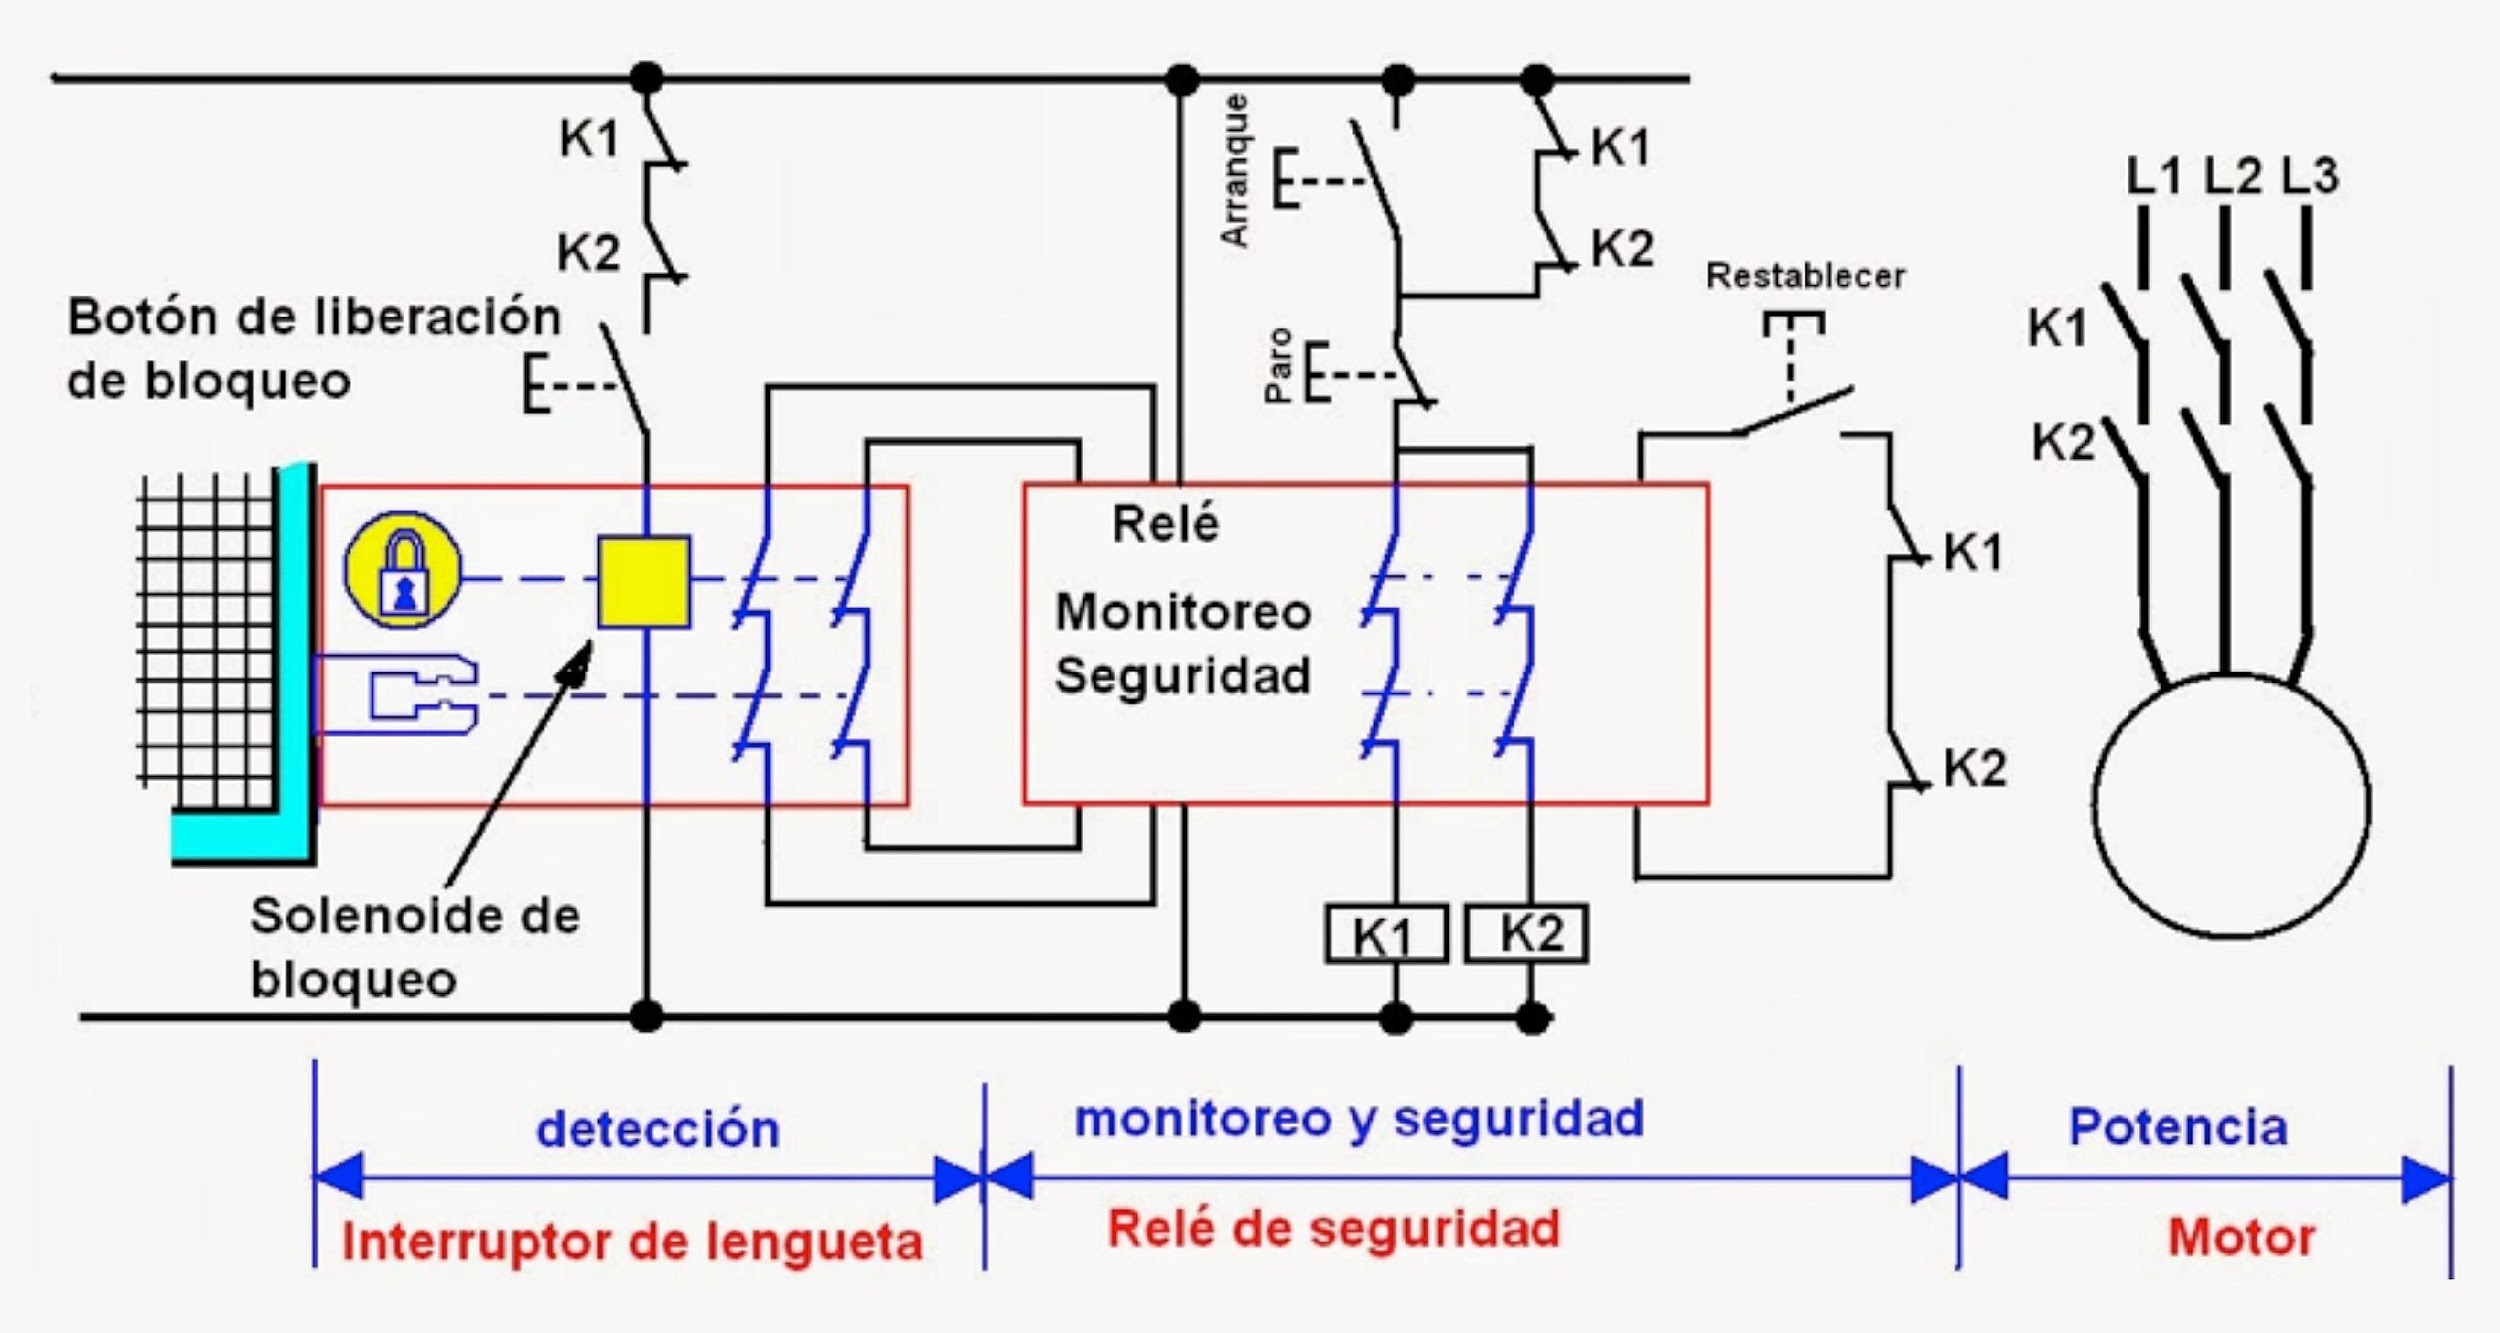 K1
K2
Botón de liberación
de bloqueo
Arranque
K1
K2
Paro
Restablecer
K1
K2
L1 L2 L3
K1
K2
Relé
Monitoreo
Seguridad
Solenoide de
bloqueo
K1
K2
detección
monitoreo y seguridad
Potencia
Interruptor de lengueta
Relé de seguridad
Motor